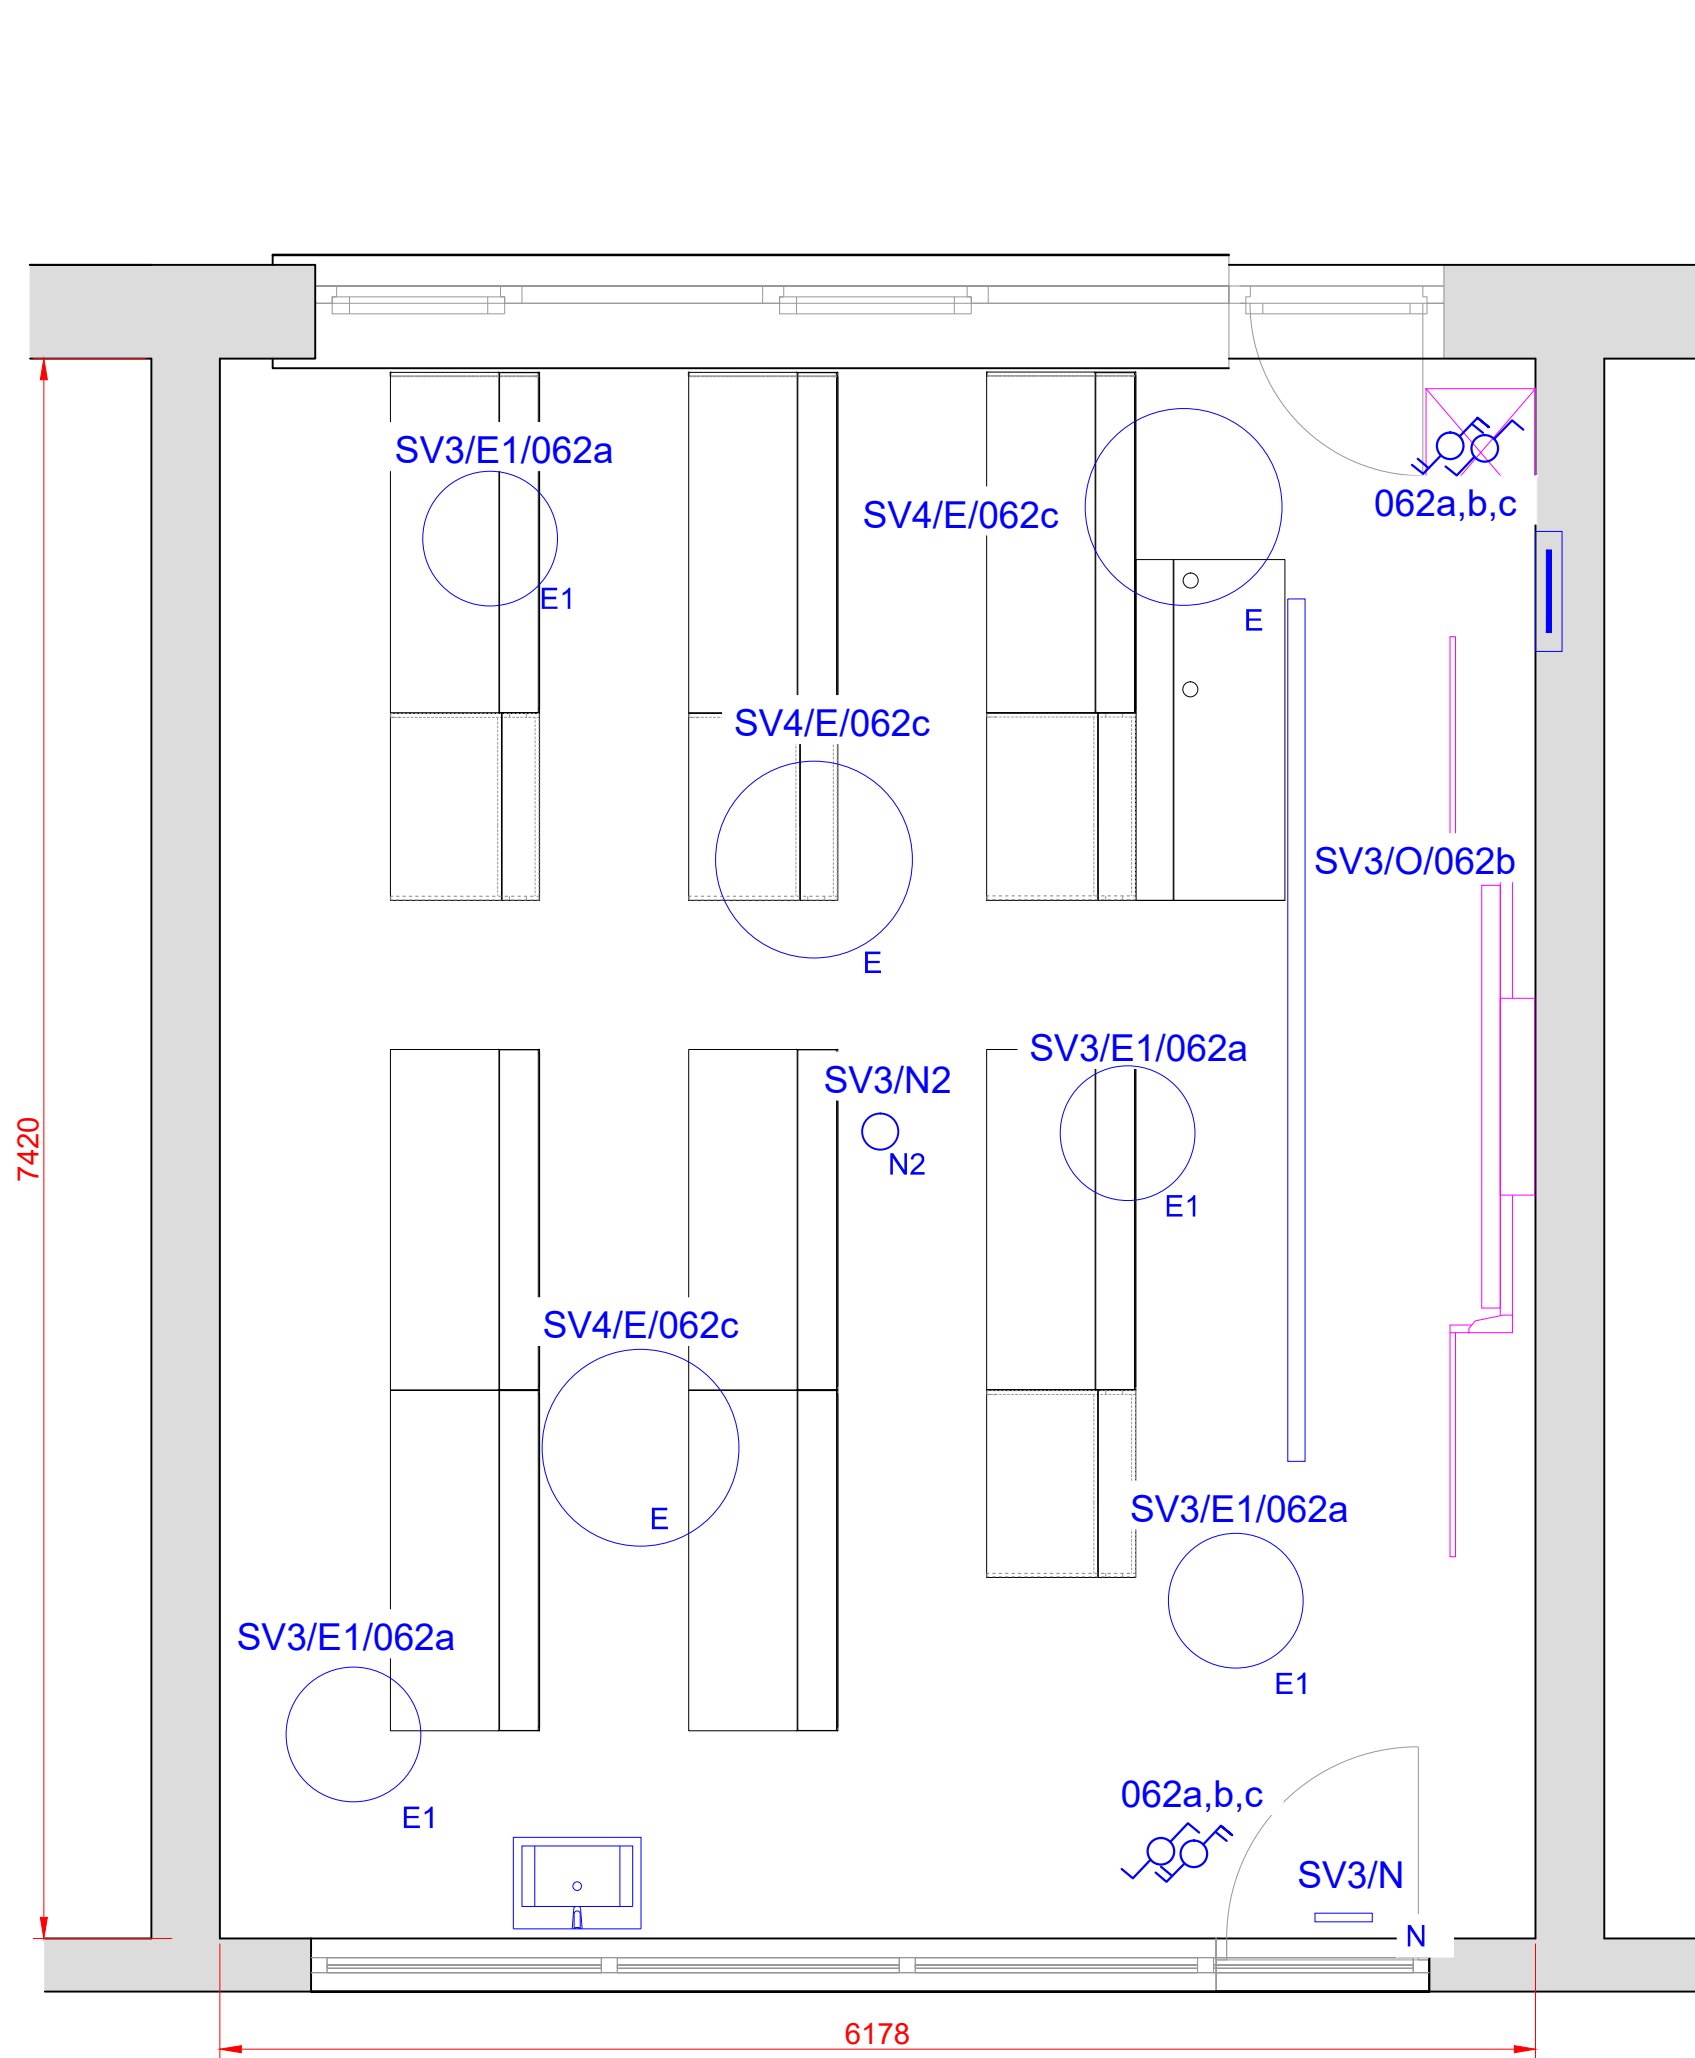 SV3/E1/062a
E1
SV4/E/062c
E
062a,b,c
SV4/E/062c
E
SV3/O/062b
SV3/E1/062a
E1
SV3/N2
N2
7420
SV4/E/062c
E
SV3/E1/062a
E1
SV3/E1/062a
E1
062a,b,c
SV3/N
N
6178